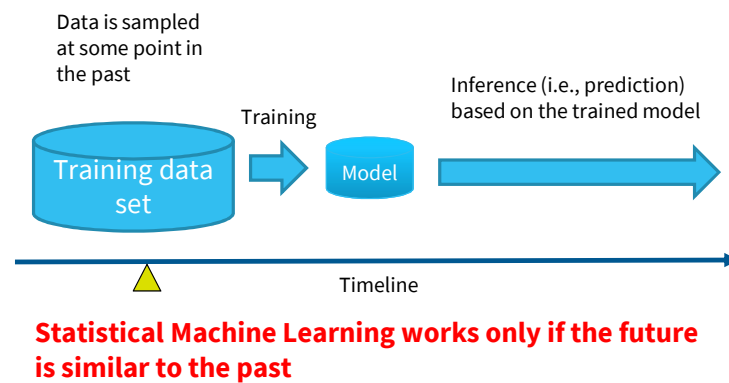 Data is sampled
at some point in
the past
Training
Inference (i.e., prediction)
based on the trained model
Training data
set
Model
Timeline
Statistical Machine Learning works only if the future
is similar to the past